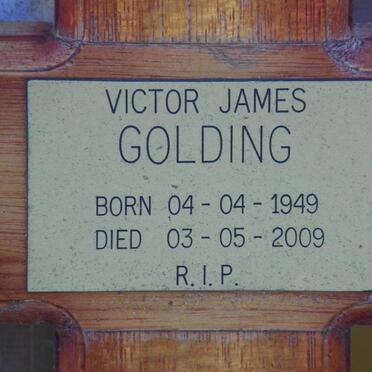 VICTOR JAMES
GOLDING
BORN 04 - 04 - 1949
DIED 03 - 05 - 2009
R.I.P.